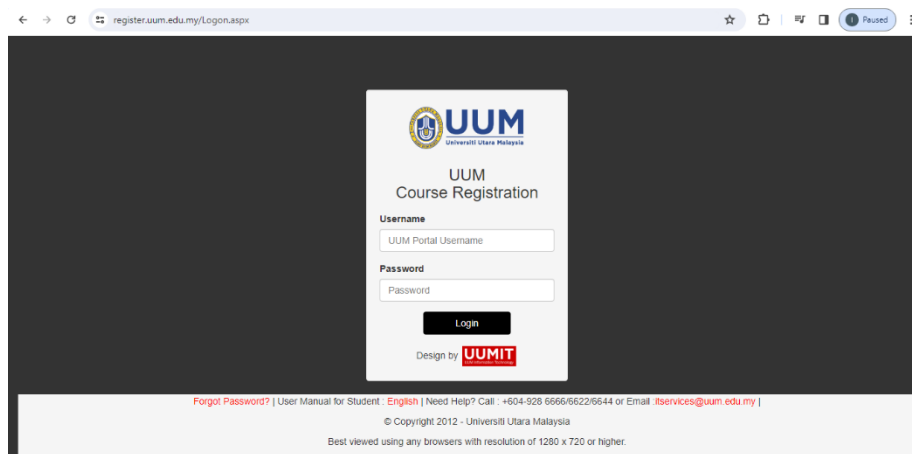 register.uum.edu.my/Logon.aspx
Paused
UUM
Universiti Utara Malaysia
UUM
Course Registration
Username
UUM Portal Username
Password
Password
Login
Design by UUMIT
Forgot Password? | User Manual for Student : English | Need Help? Call : +604-928 6666/6622/6644 or Email :itservices@uum.edu.my |
© Copyright 2012 - Universiti Utara Malaysia
Best viewed using any browsers with resolution of 1280 x 720 or higher.